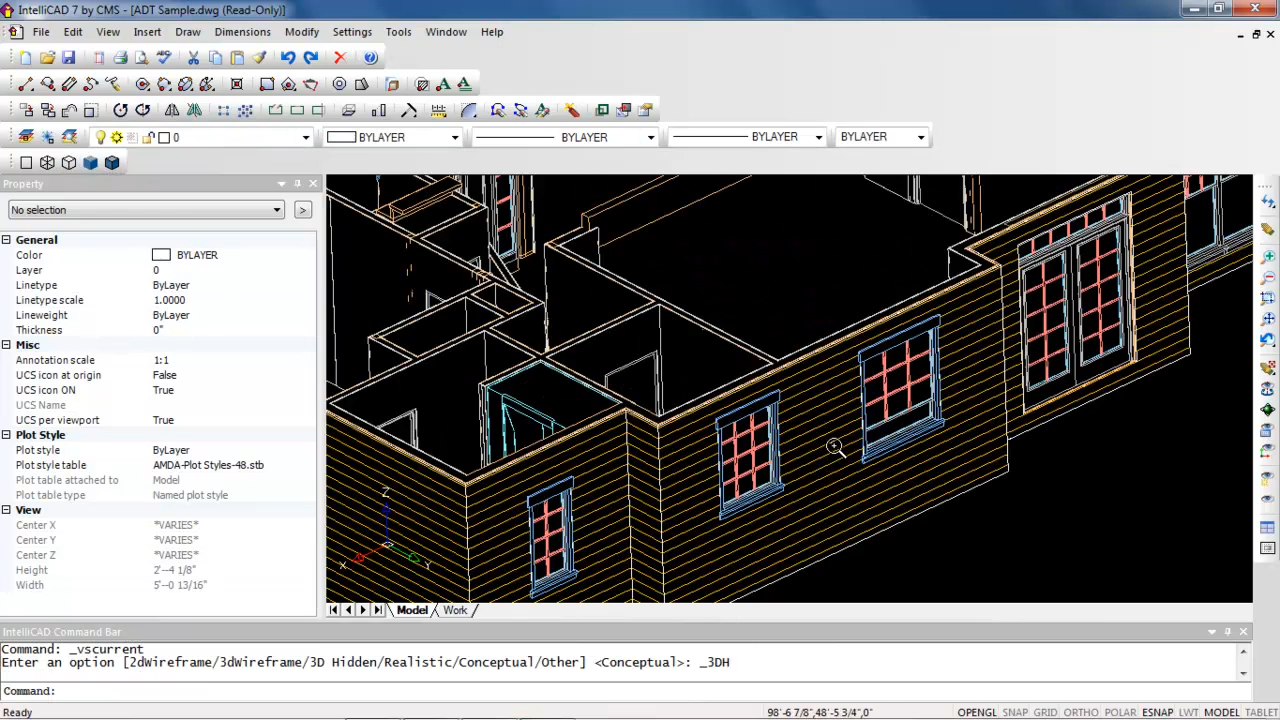 IntelliCAD 7 by CMS - [ADT Sample.dwg (Read-Only)]
File Edit View Insert Draw Dimensions Modify Settings Tools Window Help
0 BYLAYER BYLAYER BYLAYER BYLAYER
Property
No selection >
General
Color BYLAYER
Layer 0
Linetype ByLayer
Linetype scale 1.0000
Lineweight ByLayer
Thickness 0"
Misc
Annotation scale 1:1
UCS icon at origin False
UCS icon ON True
UCS Name
UCS per viewport True
Plot Style
Plot style ByLayer
Plot style table AMDA-Plot Styles-48.stb
Plot table attached to Model
Plot table type Named plot style
View
Center X *VARIES*
Center Y *VARIES*
Center Z *VARIES*
Height 2'--4 1/8"
Width 5'--0 13/16"
Z
X
Y
Model Work
IntelliCAD Command Bar
Command: _vscurrent
Enter an option [2dWireframe/3dWireframe/3D Hidden/Realistic/Conceptual/Other] <Conceptual>: _3DH
Command:
Ready 98'-6 7/8",48'-5 3/4",0" OPENGL SNAP GRID ORTHO POLAR ESNAP LWT MODEL TABLET